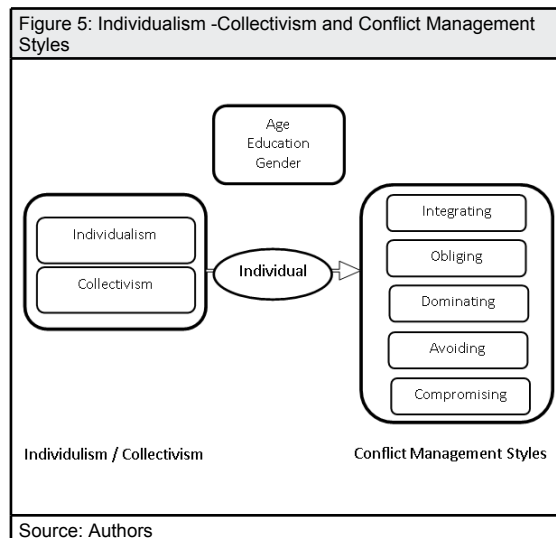 Figure 5: Individualism -Collectivism and Conflict Management
Styles
Age
Education
Gender
Individualism
Collectivism
Individual
Integrating
Obliging
Dominating
Avoiding
Compromising
Individulism / Collectivism
Conflict Management Styles
Source: Authors